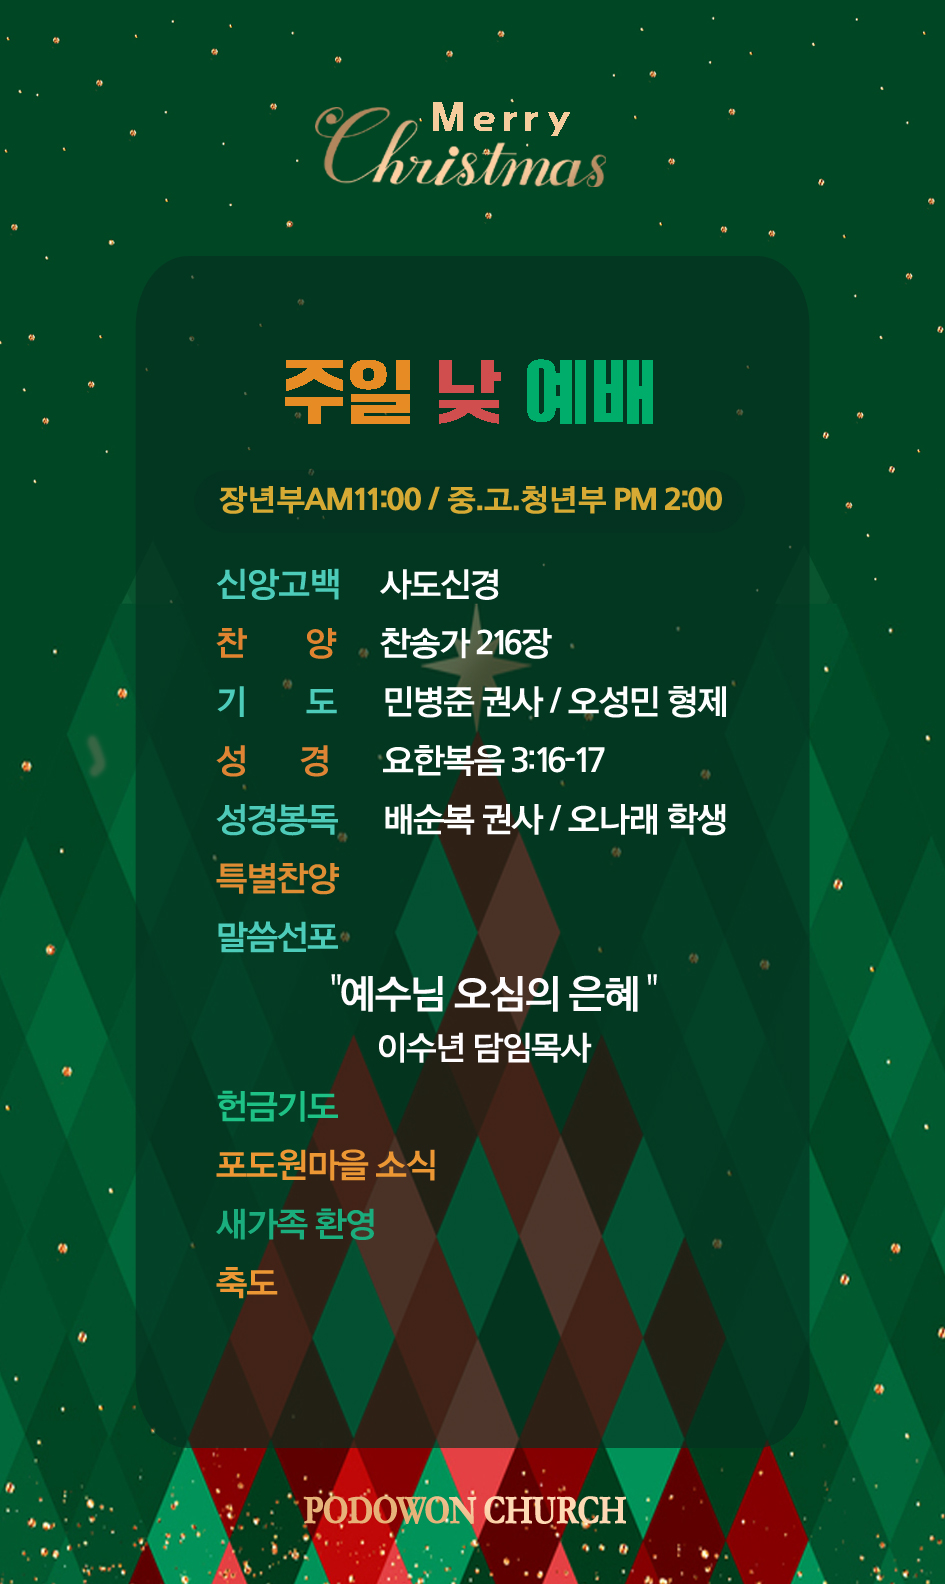 Merry
Christmas
주일 낮 예배
장년부AM11:00 / 중.고.청년부 PM 2:00
신앙고백 사도신경
찬 양 찬송가 216장
기 도 민병준 권사 / 오성민 형제
성 경 요한복음 3:16-17
성경봉독 배순복 권사 / 오나래 학생
특별찬양
말씀선포
"예수님 오심의 은혜 "
이수년 담임목사
헌금기도
포도원마을 소식
새가족 환영
축도
PODOWON CHURCH